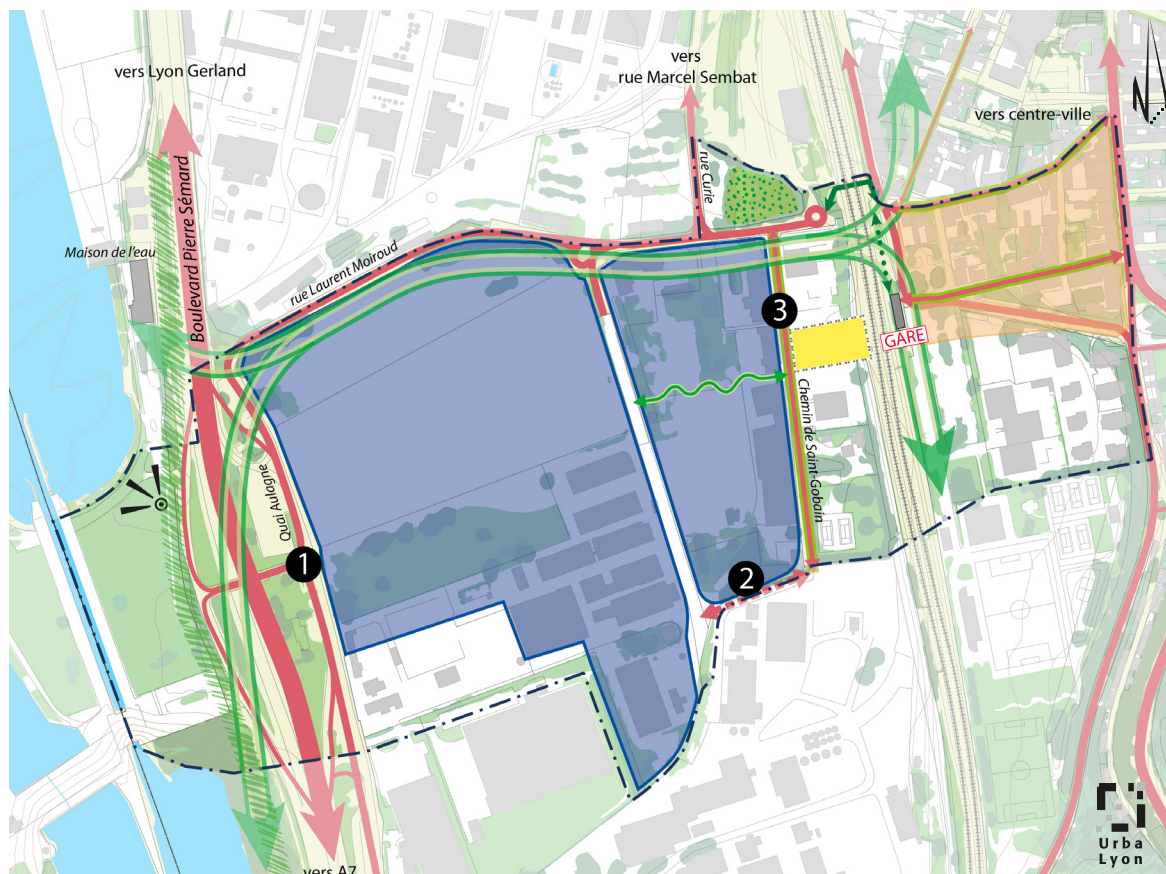 vers Lyon Gerland
vers
rue Marcel Sembat
vers centre-ville
N
Boulevard Pierre Sémard
rue Curie
Maison de l'eau
rue Laurent Moiroud
3
GARE
Chemin de Saint-Gobain
Quai Aulagne
1
2
Urba
Lyon
vers A7